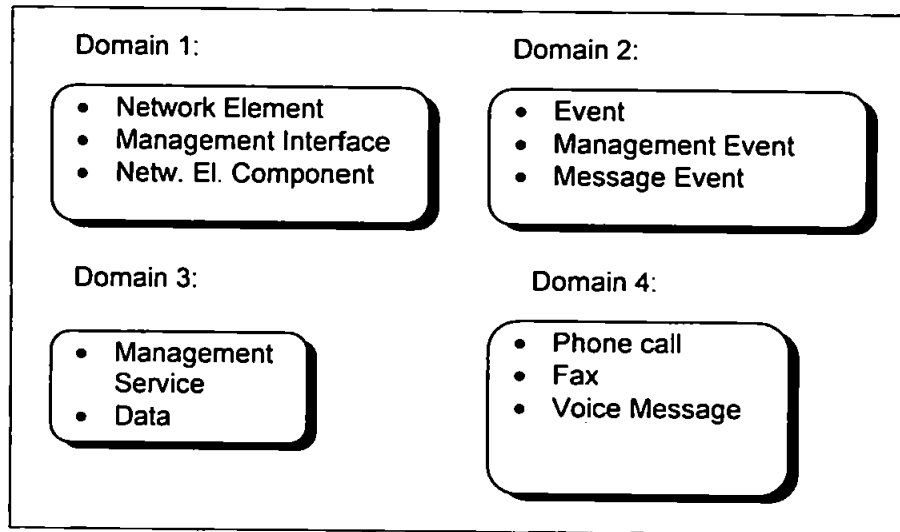 Domain 1:
• Network Element
• Management Interface
• Netw. El. Component
Domain 2:
• Event
• Management Event
• Message Event
Domain 3:
• Management
Service
• Data
Domain 4:
• Phone call
• Fax
• Voice Message